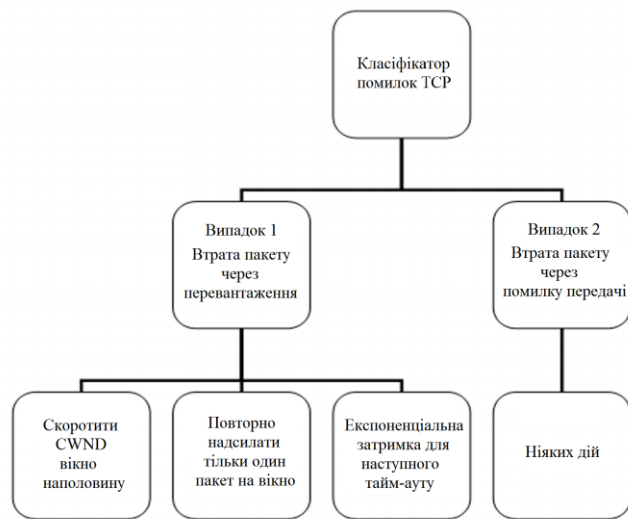 Класіфікатор
помилок TCP
Випадок 1
Втрата пакету
через
перевантаження
Випадок 2
Втрата пакету
через
помилку передачі
Скоротити
CWND
вікно
наполовину
Повторно
надсилати
тільки один
пакет на вікно
Експоненціальна
затримка для
наступного
тайм-ауту
Ніяких дій